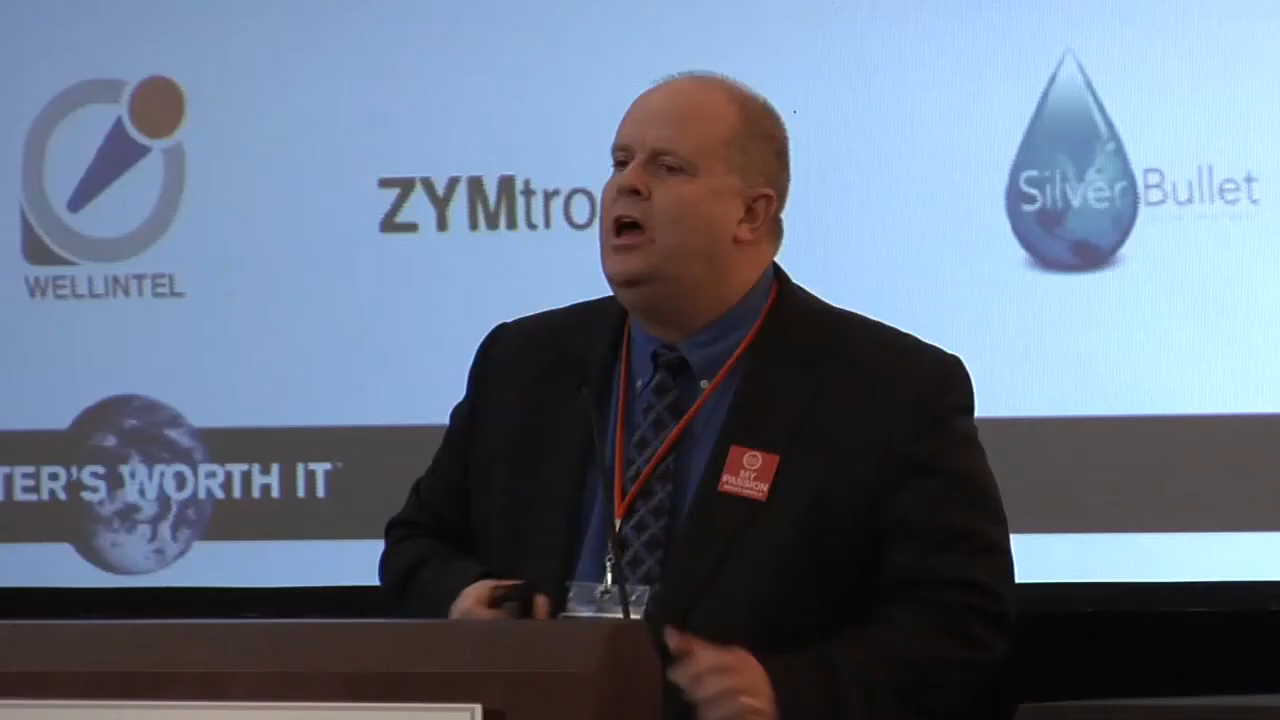 WELLINTEL
ZYMtro
Silver Bullet
TER'S WORTH IT
MY
PASSION